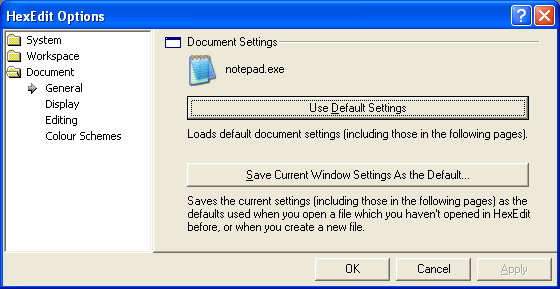 HexEdit Options
System
Workspace
Document
General
Display
Editing
Colour Schemes
Document Settings
notepad.exe
Use Default Settings
Loads default document settings (including those in the following pages).
Save Current Window Settings As the Default...
Saves the current settings (including those in the following pages) as the
defaults used when you open a file which you haven't opened in HexEdit
before, or when you create a new file.
OK
Cancel
Apply